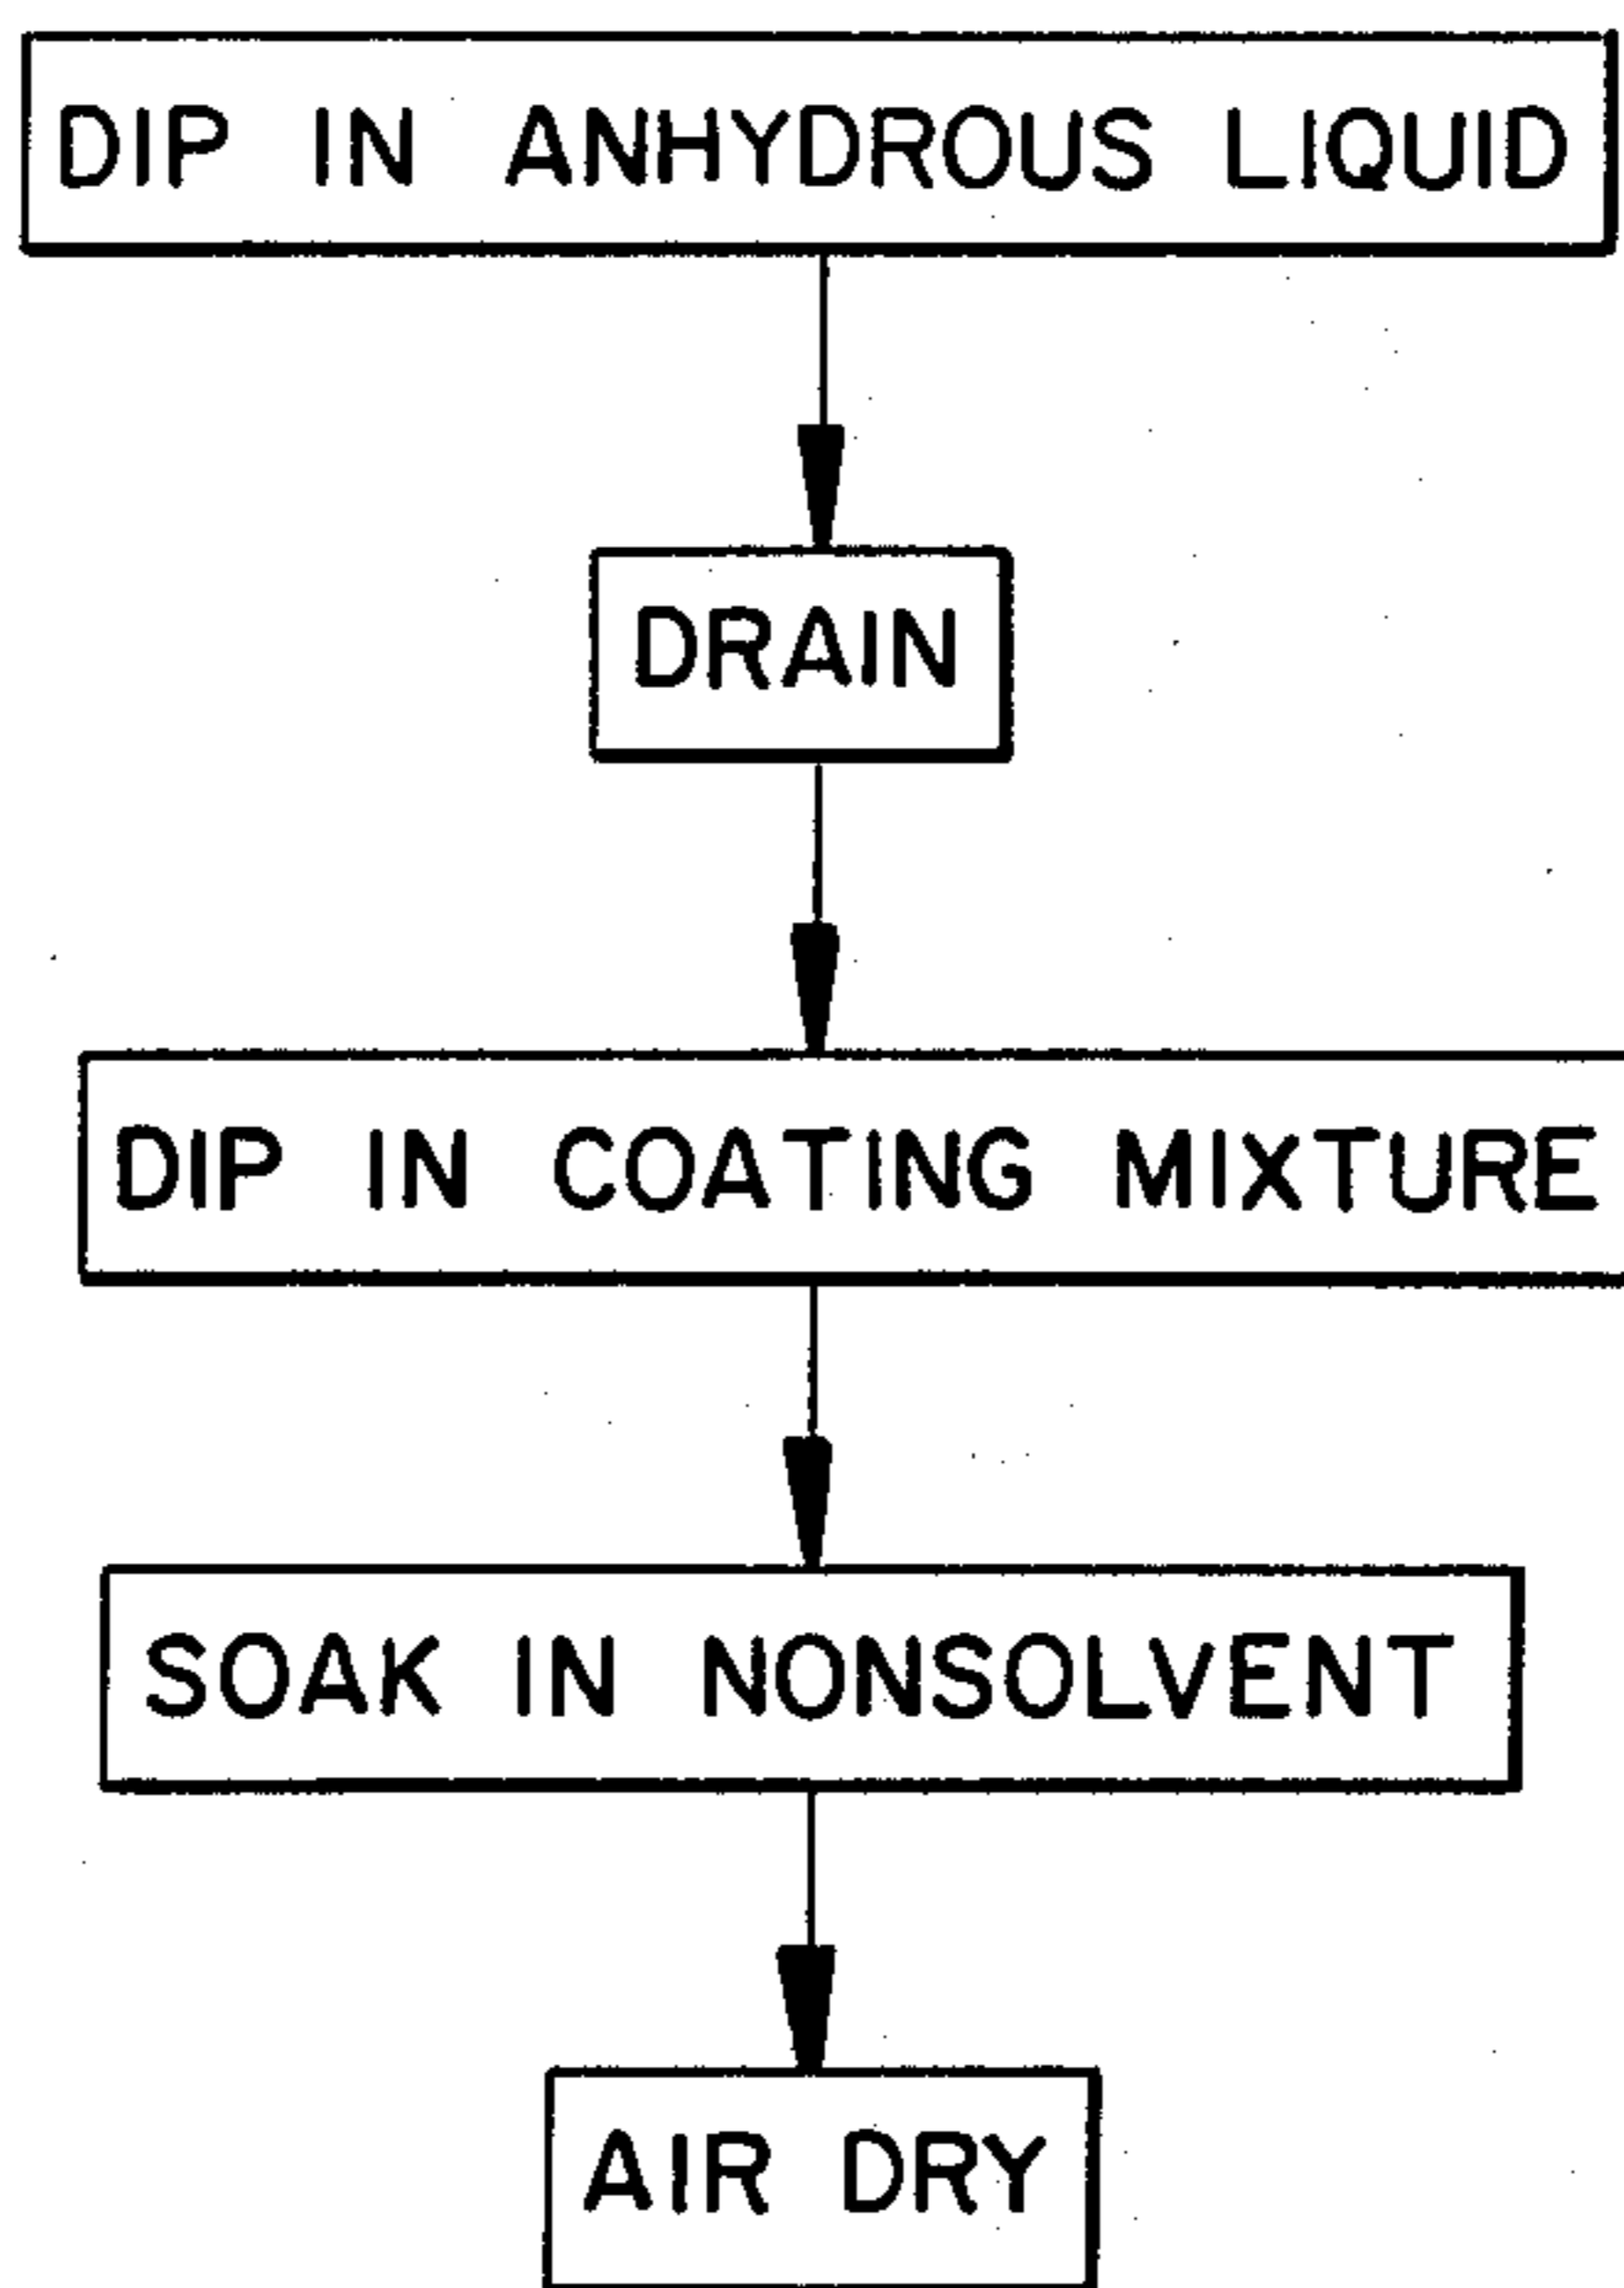 DIP IN ANHYDROUS LIQUID
DRAIN
DIP IN COATING MIXTURE
SOAK IN NONSOLVENT
AIR DRY